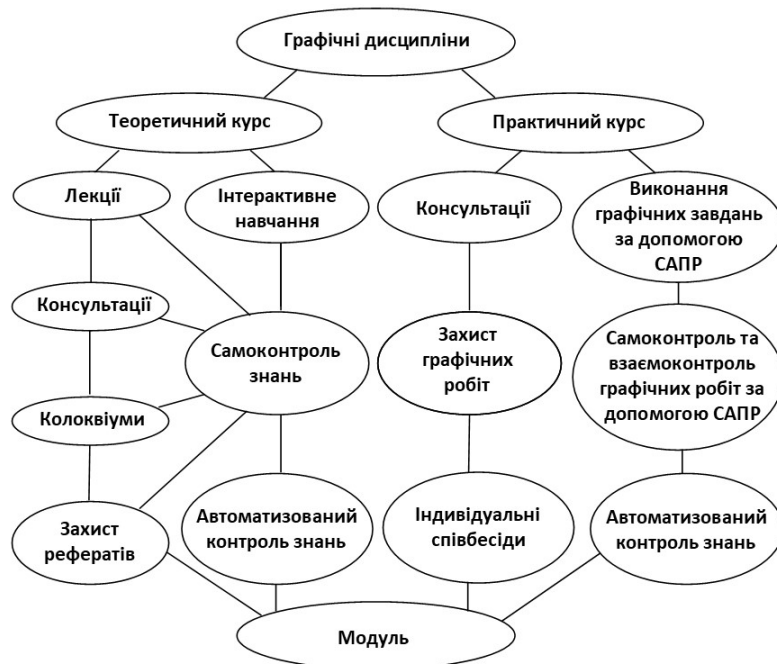 Графічні дисципліни
Теоретичний курс
Практичний курс
Лекції
Інтерактивне
навчання
Консультації
Виконання
графічних завдань
за допомогою
САПР
Консультації
Самоконтроль
знань
Захист
графічних
робіт
Самоконтроль та
взаємоконтроль
графічних робіт за
допомогою САПР
Колоквіуми
Захист
рефератів
Автоматизований
контроль знань
Індивідуальні
співбесіди
Автоматизований
контроль знань
Модуль